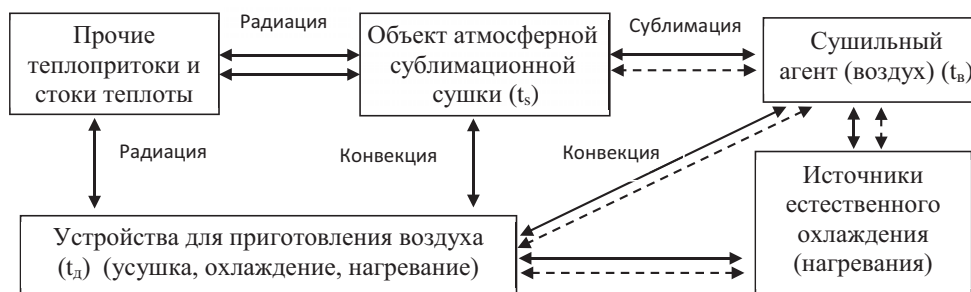 Радиация
Сублимация
Прочие
теплопритоки и
стоки теплоты
Объект атмосферной
сублимационной
сушки (ts)
Сушильный
агент (воздух) (tв)
Радиация
Конвекция
Конвекция
Источники
естественного
охлаждения
(нагревания)
Устройства для приготовления воздуха
(tд) (усушка, охлаждение, нагревание)